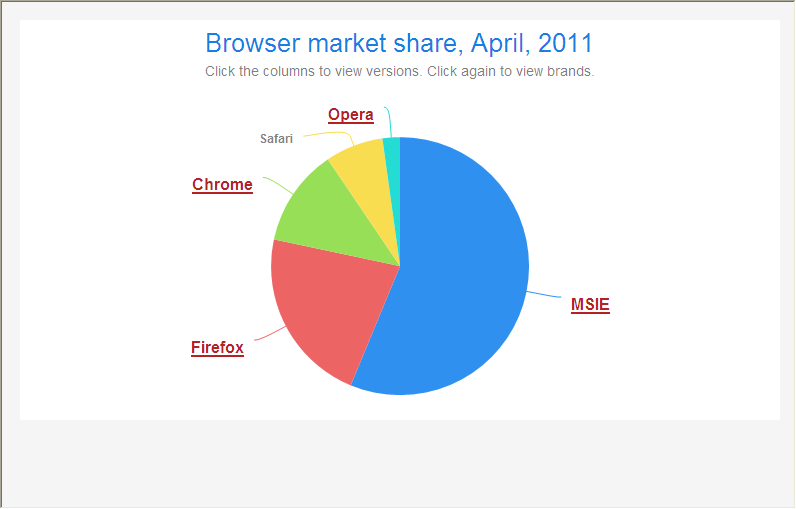 Browser market share, April, 2011
Click the columns to view versions. Click again to view brands.
Opera
Safari
Chrome
MSIE
Firefox